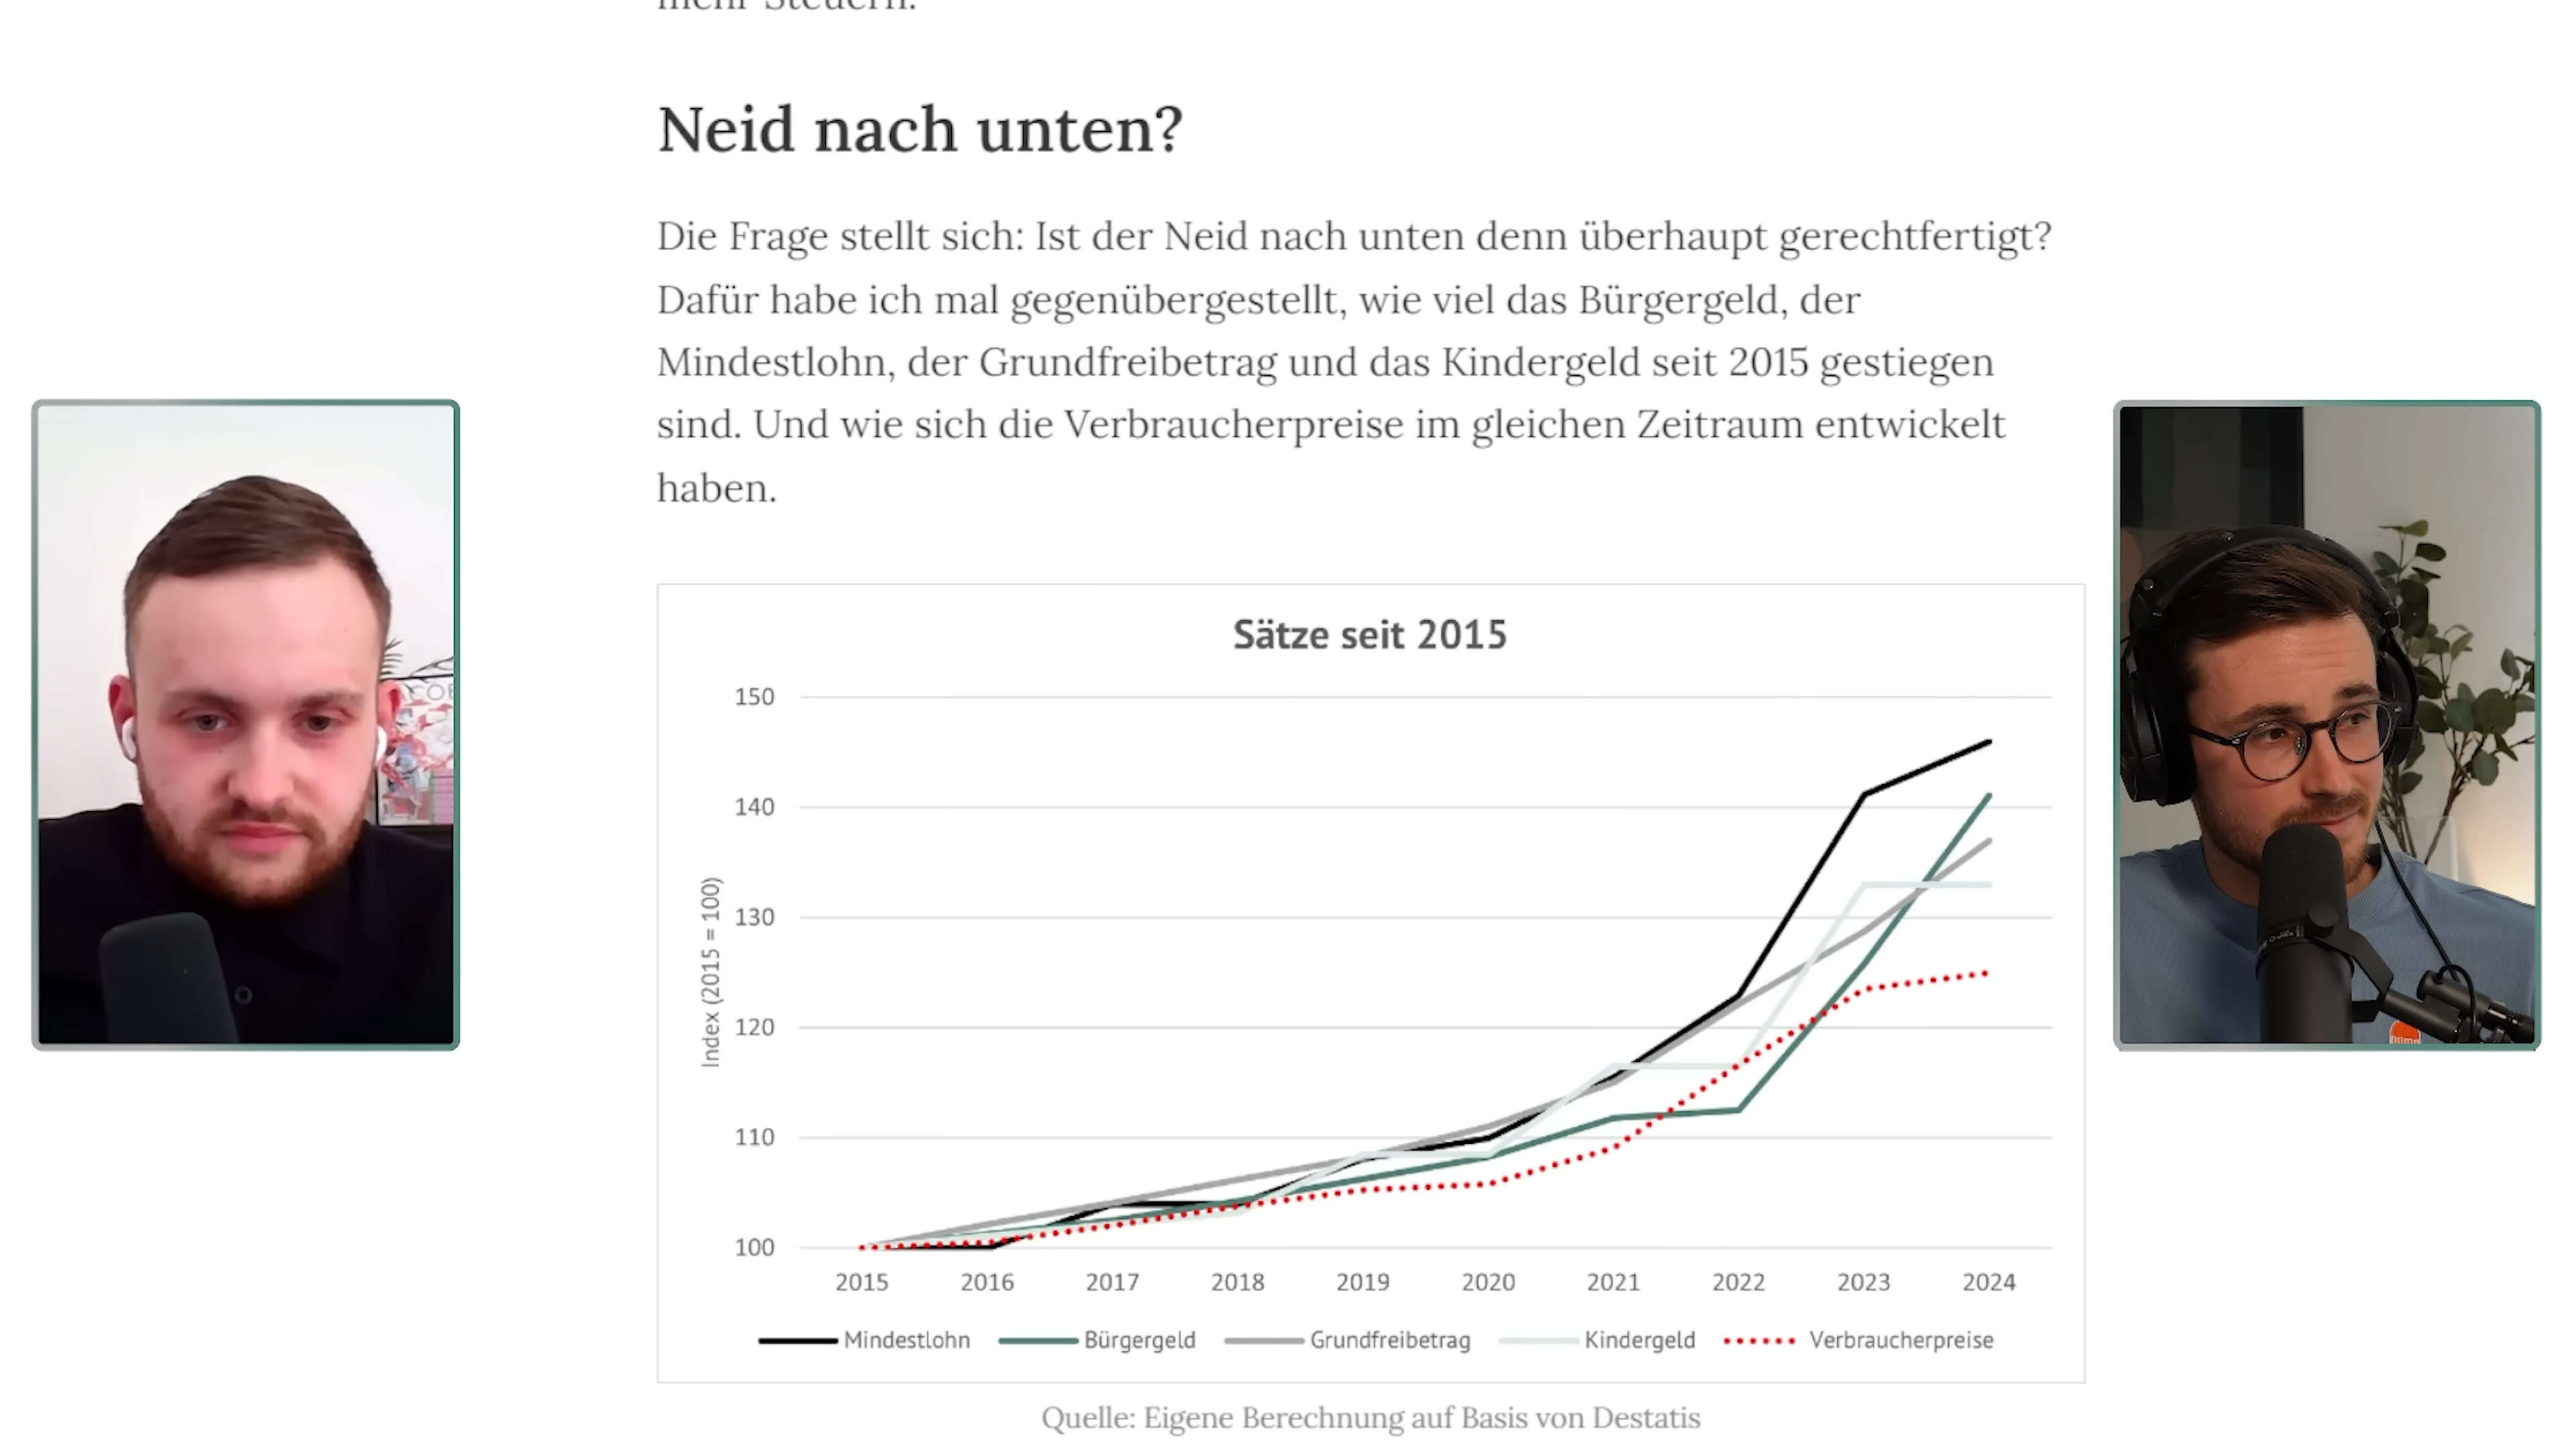 mehr Steuern.
Neid nach unten?
Die Frage stellt sich: Ist der Neid nach unten denn überhaupt gerechtfertigt?
Dafür habe ich mal gegenübergestellt, wie viel das Bürgergeld, der
Mindestlohn, der Grundfreibetrag und das Kindergeld seit 2015 gestiegen
sind. Und wie sich die Verbraucherpreise im gleichen Zeitraum entwickelt
haben.
Sätze seit 2015
Index (2015 = 100)
150
140
130
120
110
100
2015 2016 2017 2018 2019 2020 2021 2022 2023 2024
Mindestlohn Bürgergeld Grundfreibetrag Kindergeld Verbraucherpreise
Quelle: Eigene Berechnung auf Basis von Destatis